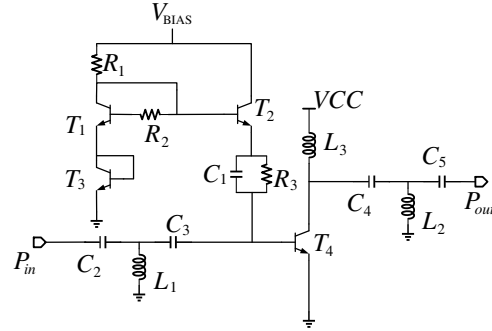 V_BIAS
R_1
T_1
R_2
T_2
VCC
L_3
T_3
C_1
R_3
C_5
C_3
C_4
P_out
L_2
T_4
P_in
C_2
L_1